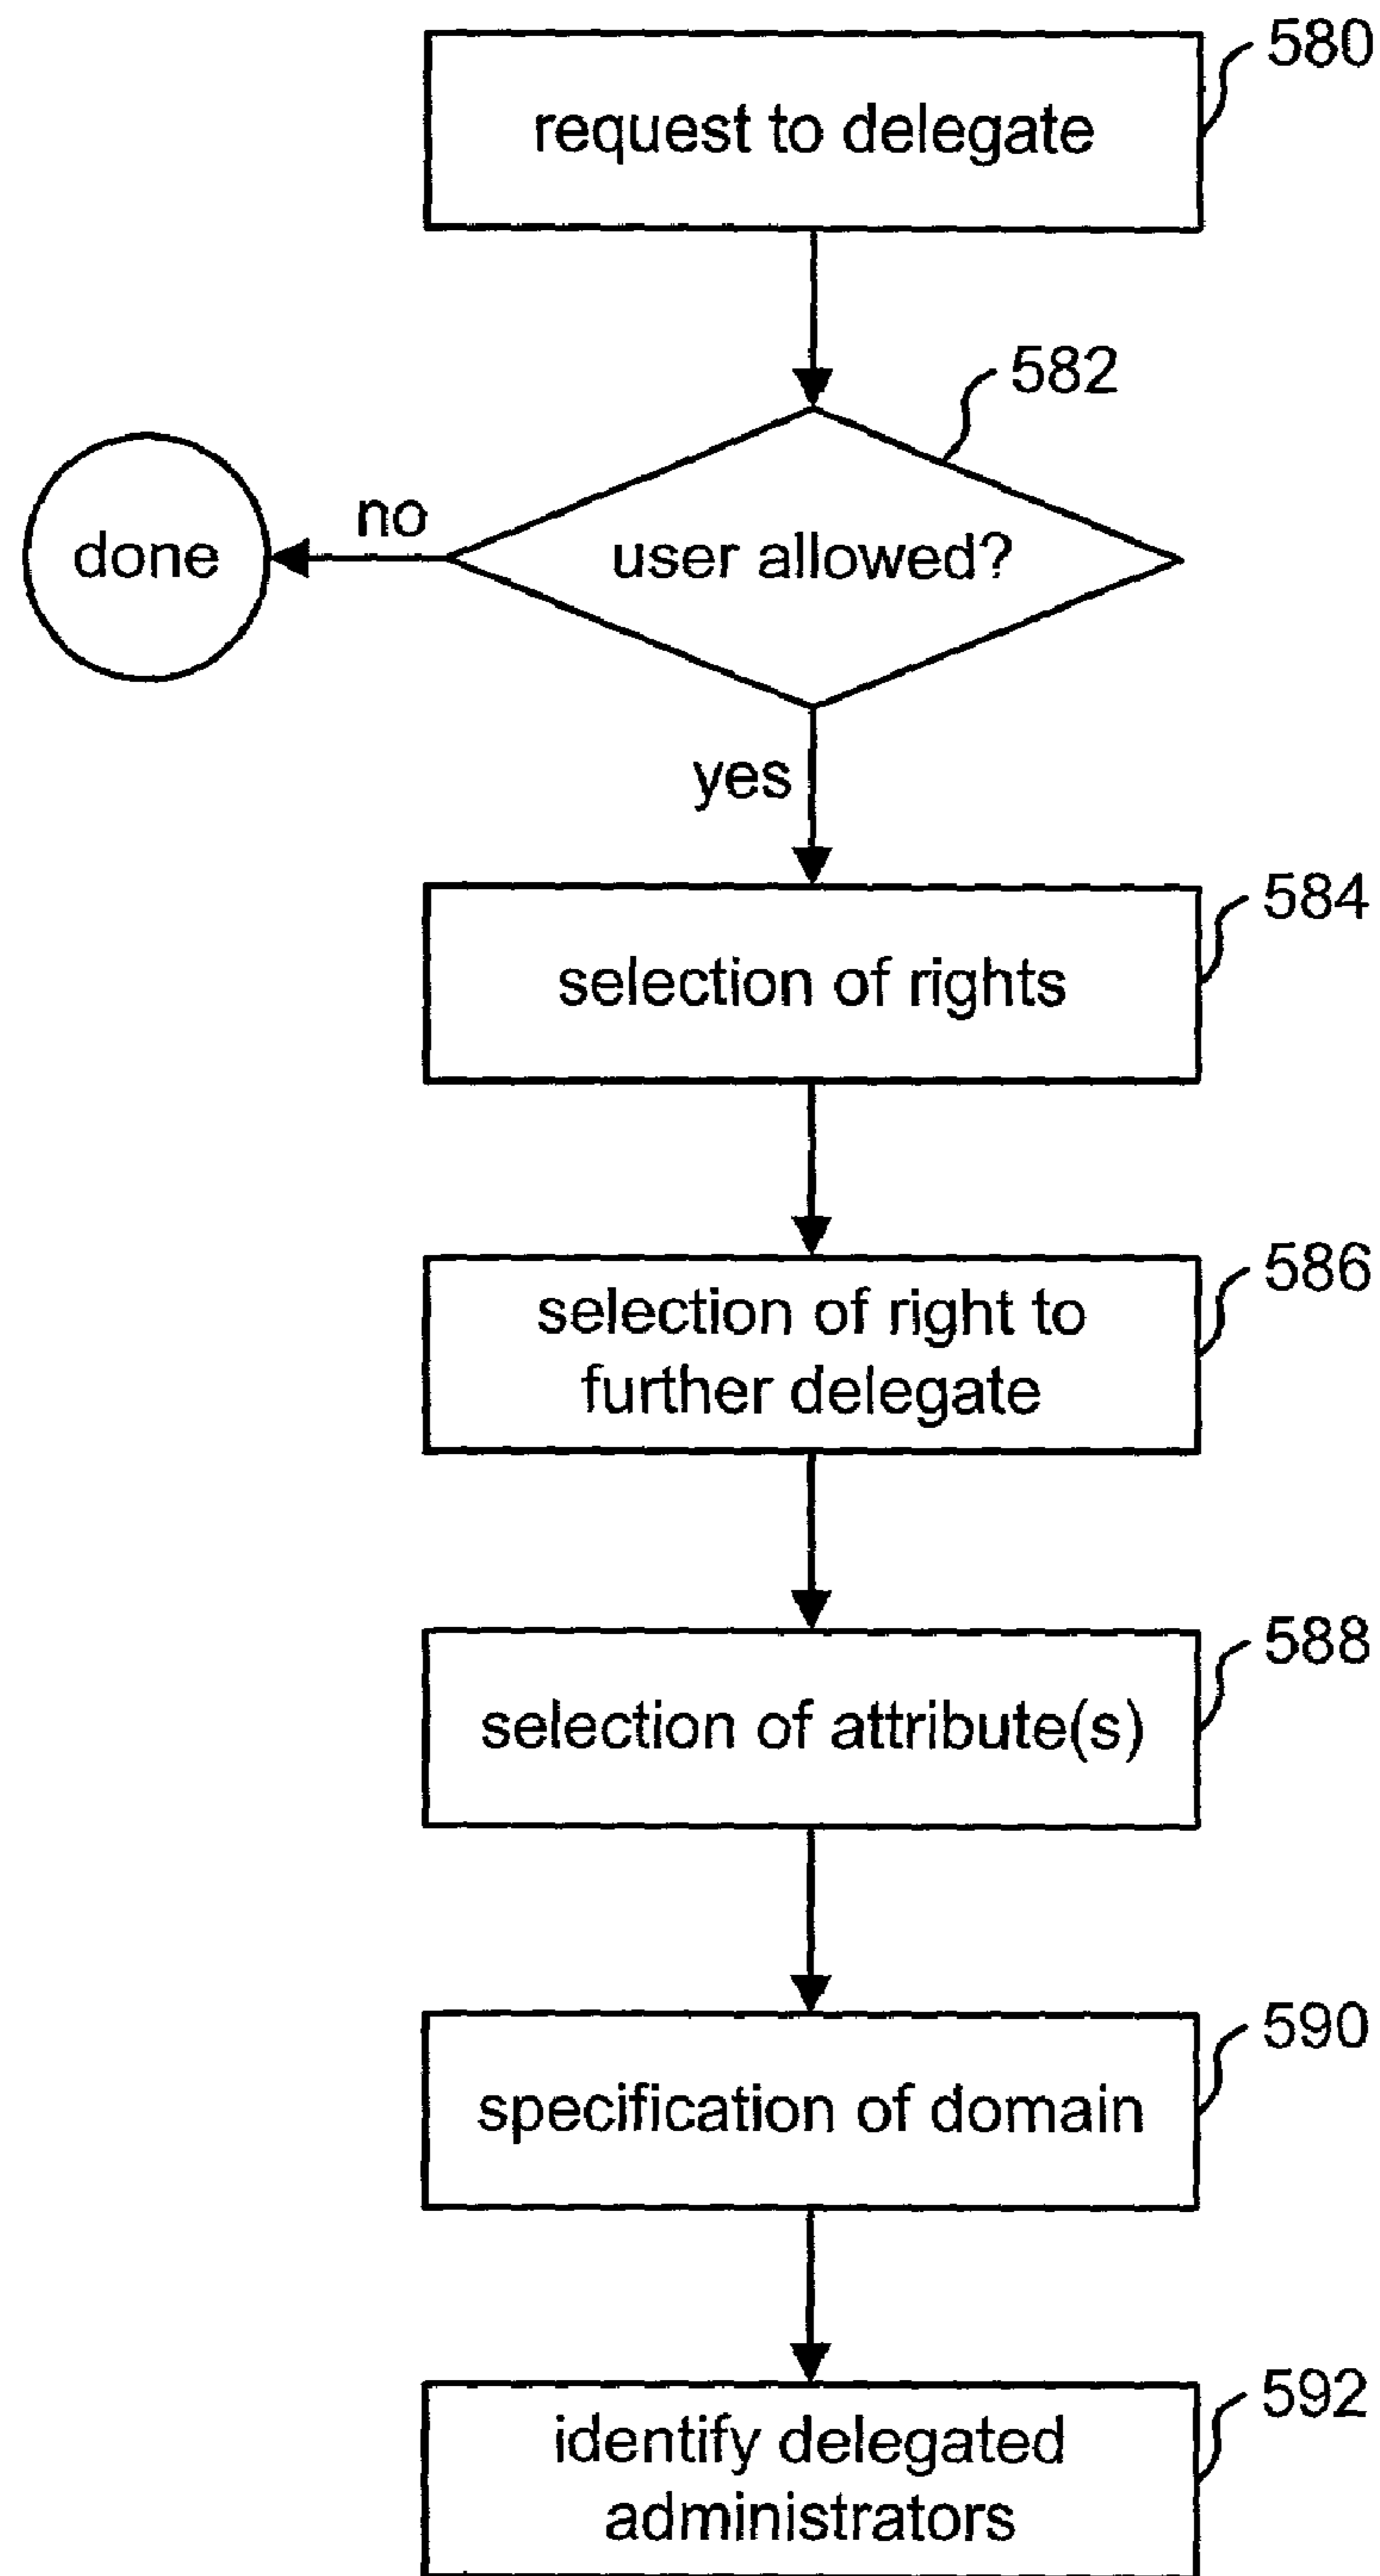 580
request to delegate
582
no
done
user allowed?
yes
584
selection of rights
586
selection of right to
further delegate
588
selection of attribute(s)
590
specification of domain
592
identify delegated
administrators